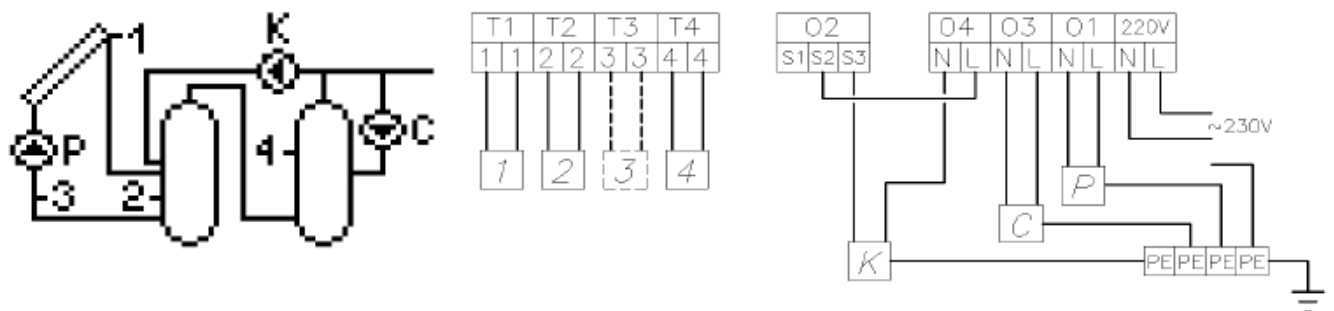 K
1
P
C
4
3
2
T1 T2 T3 T4
1 1 2 2 3 3 4 4
1 2 3 4
O2 O4 O3 O1 220V
S1 S2 S3 N L N L N L N L
~230V
P
C
K
PE PE PE PE